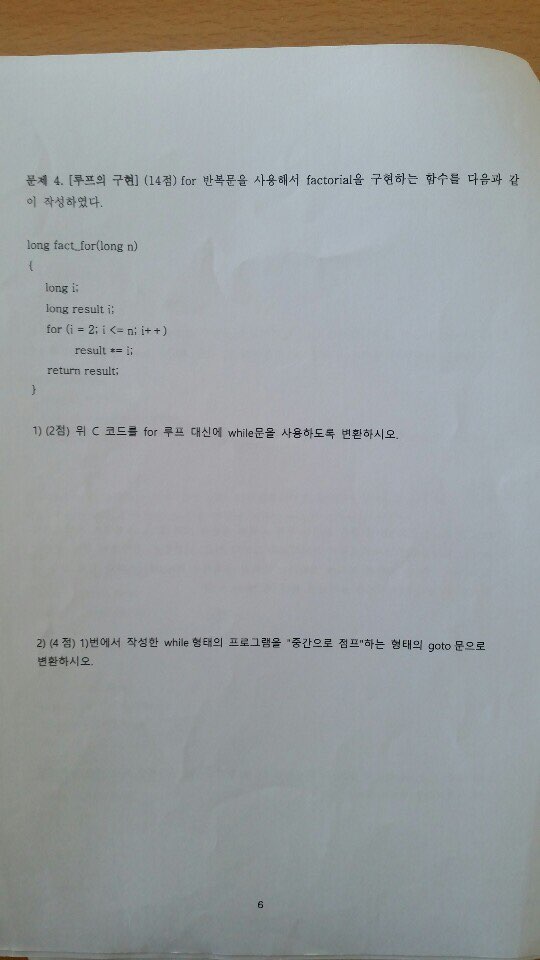 문제 4. [루프의 구현] (14점) for 반복문을 사용해서 factorial을 구현하는 함수를 다음과 같
이 작성하였다.
long fact_for(long n)
{
long i;
long result i;
for (i = 2; i <= n; i++)
result *= i;
return result;
}
1) (2점) 위 C 코드를 for 루프 대신에 while문을 사용하도록 변환하시오.
2) (4 점) 1)번에서 작성한 while 형태의 프로그램을 "중간으로 점프"하는 형태의 goto 문으로
변환하시오.
6